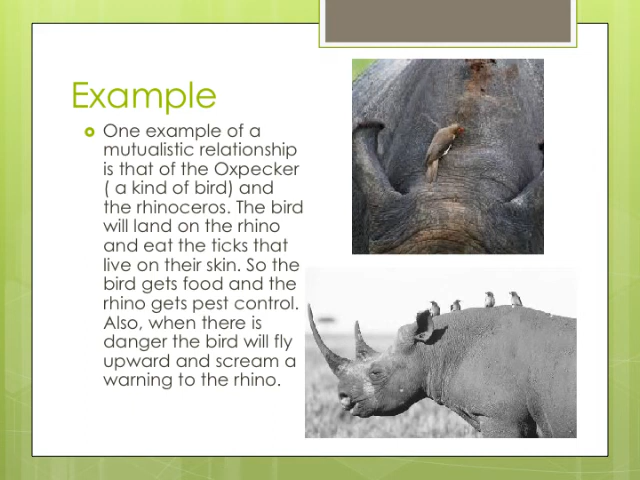 Example
One example of a
mutualistic relationship
is that of the Oxpecker
( a kind of bird) and
the rhinoceros. The bird
will land on the rhino
and eat the ticks that
live on their skin. So the
bird gets food and the
rhino gets pest control.
Also, when there is
danger the bird will fly
upward and scream a
warning to the rhino.